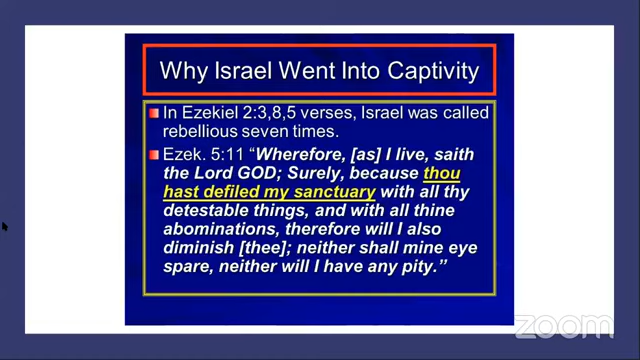 Why Israel Went Into Captivity
In Ezekiel 2:3,8,5 verses, Israel was called
rebellious seven times.
Ezek. 5:11 “Wherefore, [as] I live, saith
the Lord GOD; Surely, because thou
hast defiled my sanctuary with all thy
detestable things, and with all thine
abominations, therefore will I also
diminish [thee]; neither shall mine eye
spare, neither will I have any pity.”
zoom